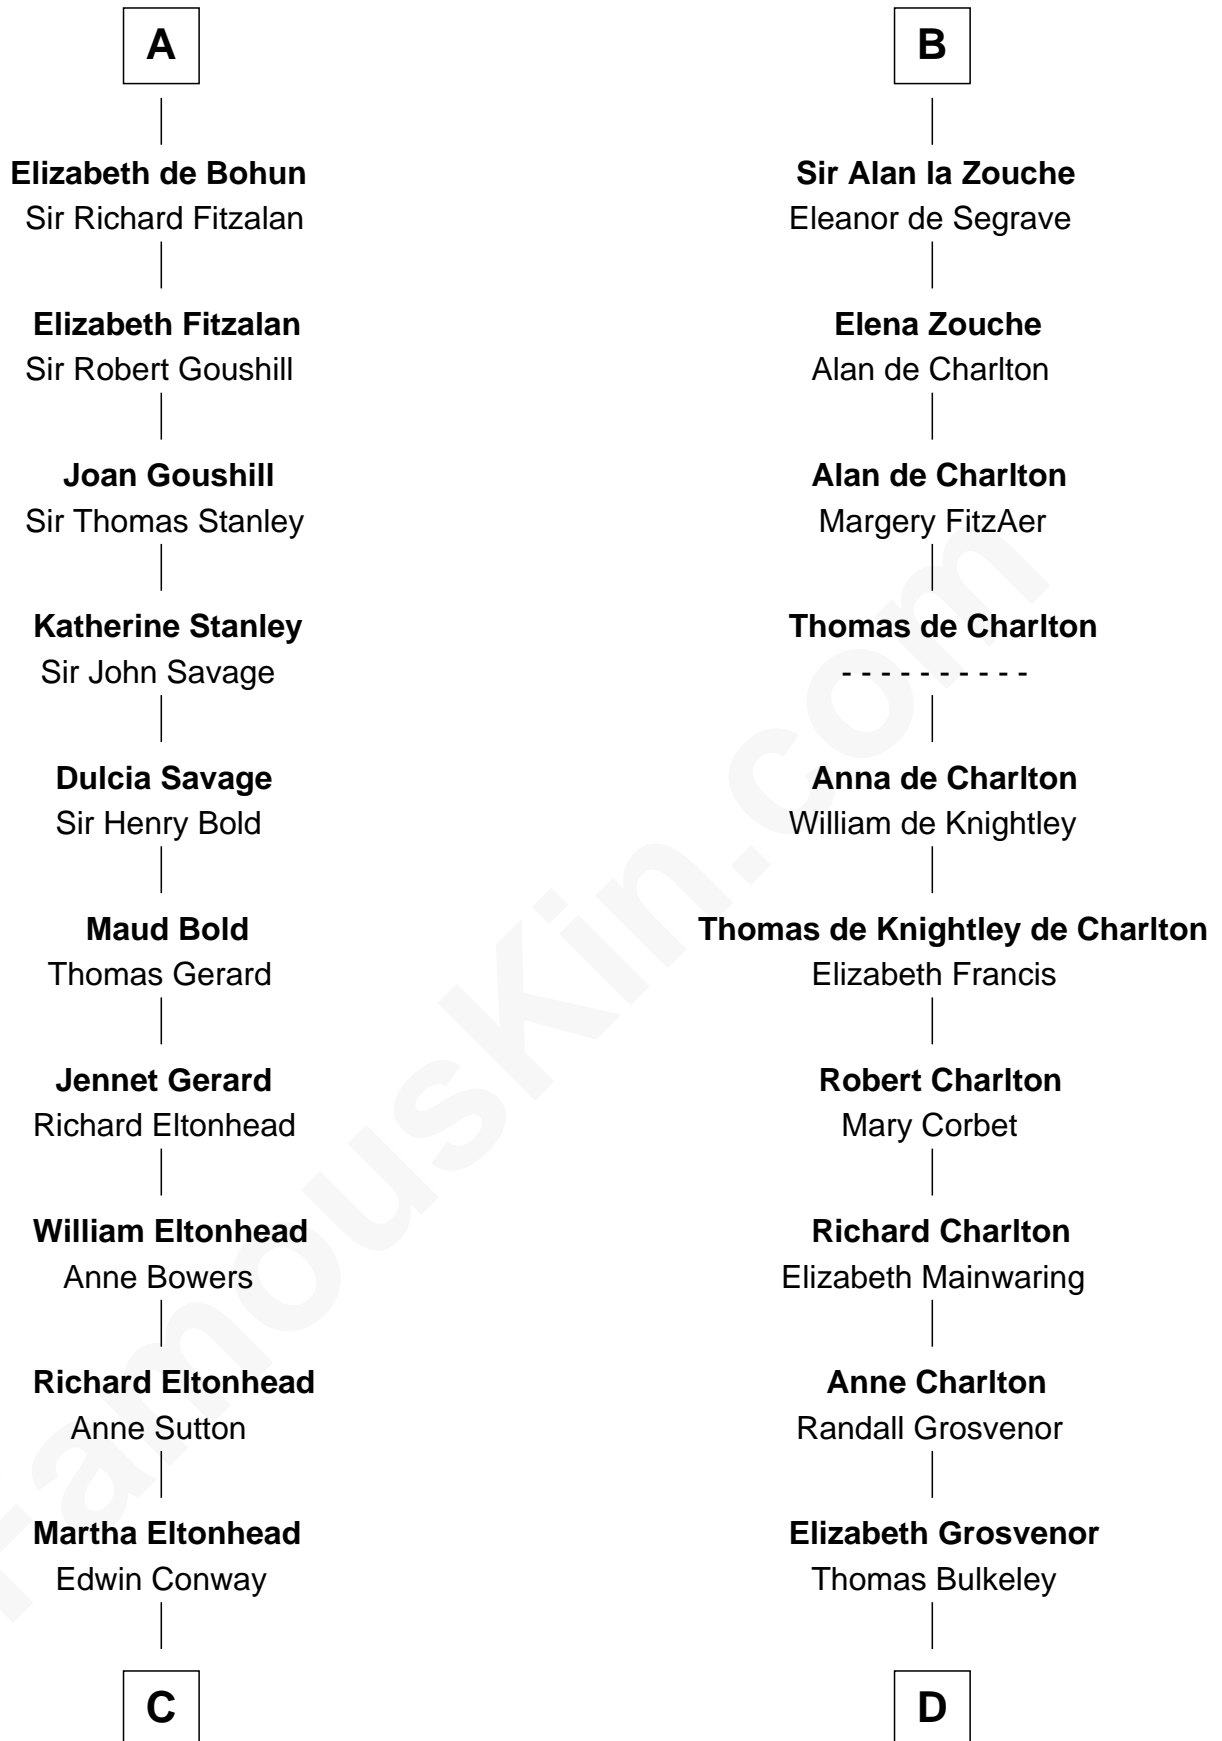 A
Elizabeth de Bohun
Sir Richard Fitzalan
Elizabeth Fitzalan
Sir Robert Goushill
Joan Goushill
Sir Thomas Stanley
Katherine Stanley
Sir John Savage
Dulcia Savage
Sir Henry Bold
Maud Bold
Thomas Gerard
Jennet Gerard
Richard Eltonhead
William Eltonhead
Anne Bowers
Richard Eltonhead
Anne Sutton
Martha Eltonhead
Edwin Conway
C
B
Sir Alan la Zouche
Eleanor de Segrave
Elena Zouche
Alan de Charlton
Alan de Charlton
Margery FitzAer
Thomas de Charlton
- - - - - - - - - -
Anna de Charlton
William de Knightley
Thomas de Knightley de Charlton
Elizabeth Francis
Robert Charlton
Mary Corbet
Richard Charlton
Elizabeth Mainwaring
Anne Charlton
Randall Grosvenor
Elizabeth Grosvenor
Thomas Bulkeley
D
FamousKin.com